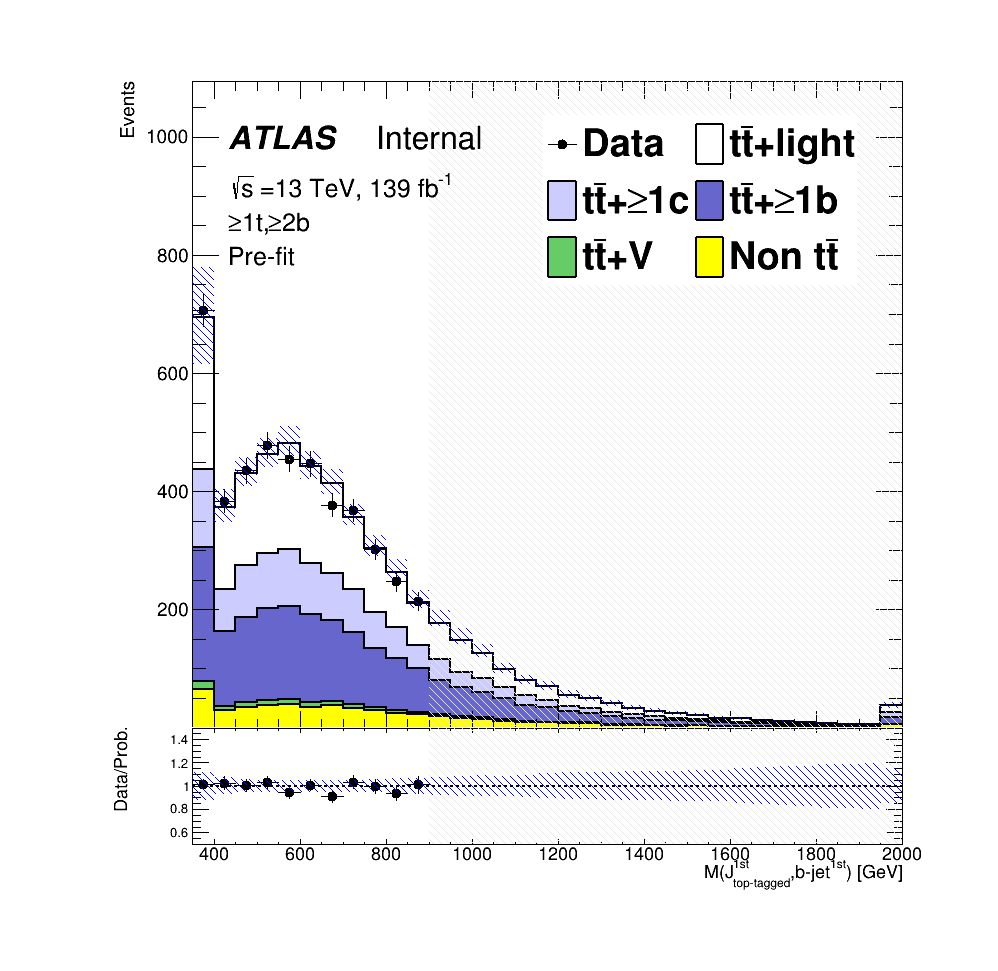 Events
1000
800
600
400
200
ATLAS Internal
√s =13 TeV, 139 fb⁻¹
≥1t,≥2b
Pre-fit
Data
tt̄+light
tt̄+≥1c
tt̄+≥1b
tt̄+V
Non tt̄
Data/Prob.
1.4
1.2
1
0.8
0.6
400 600 800 1000 1200 1400 1600 1800 2000
M(J^1st_top-tagged,b-jet^1st) [GeV]